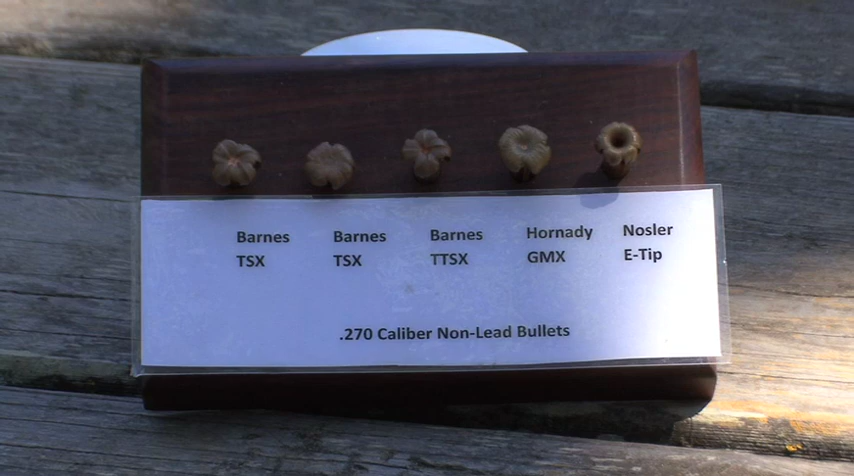 Barnes Barnes Barnes Hornady Nosler
TSX TSX TTSX GMX E-Tip
.270 Caliber Non-Lead Bullets